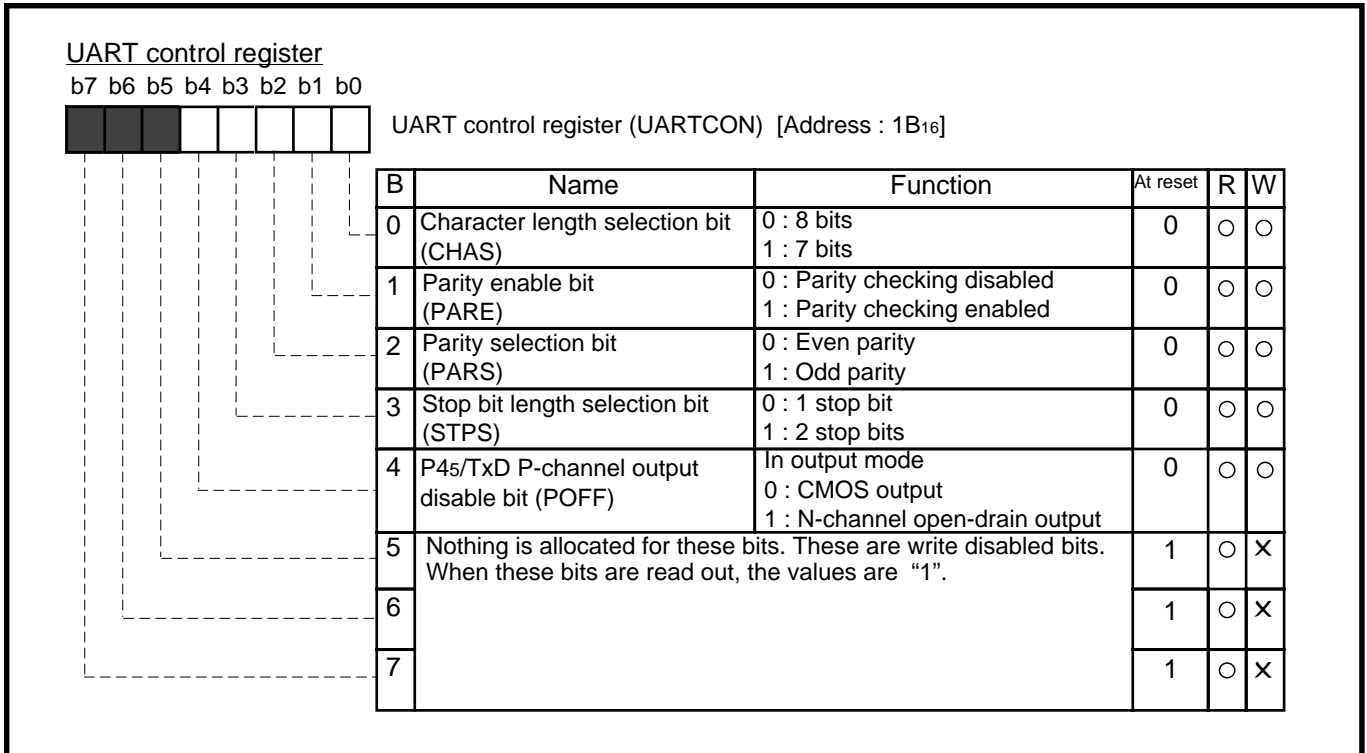 UART control register
b7 b6 b5 b4 b3 b2 b1 b0
UART control register (UARTCON) [Address : 1B16]
B Name Function At reset R W
0 Character length selection bit (CHAS) 0 : 8 bits 0 ○ ○
1 : 7 bits
1 Parity enable bit (PARE) 0 : Parity checking disabled 0 ○ ○
1 : Parity checking enabled
2 Parity selection bit (PARS) 0 : Even parity 0 ○ ○
1 : Odd parity
3 Stop bit length selection bit (STPS) 0 : 1 stop bit 0 ○ ○
1 : 2 stop bits
4 P45/TxD P-channel output disable bit (POFF) In output mode 0 ○ ○
0 : CMOS output
1 : N-channel open-drain output
5 Nothing is allocated for these bits. These are write disabled bits. 1 ○ ×
When these bits are read out, the values are “1”.
6 1 ○ ×
7 1 ○ ×